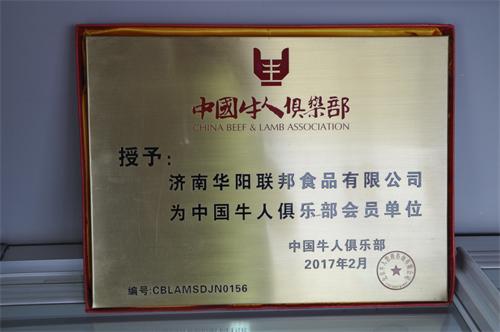 中國牛人俱樂部
CHINA BEEF & LAMB ASSOCIATION
授予：
济南华阳联邦食品有限公司
为中国牛人俱乐部会员单位
中国牛人俱乐部
2017年2月
编号:CBLAMSDJN0156